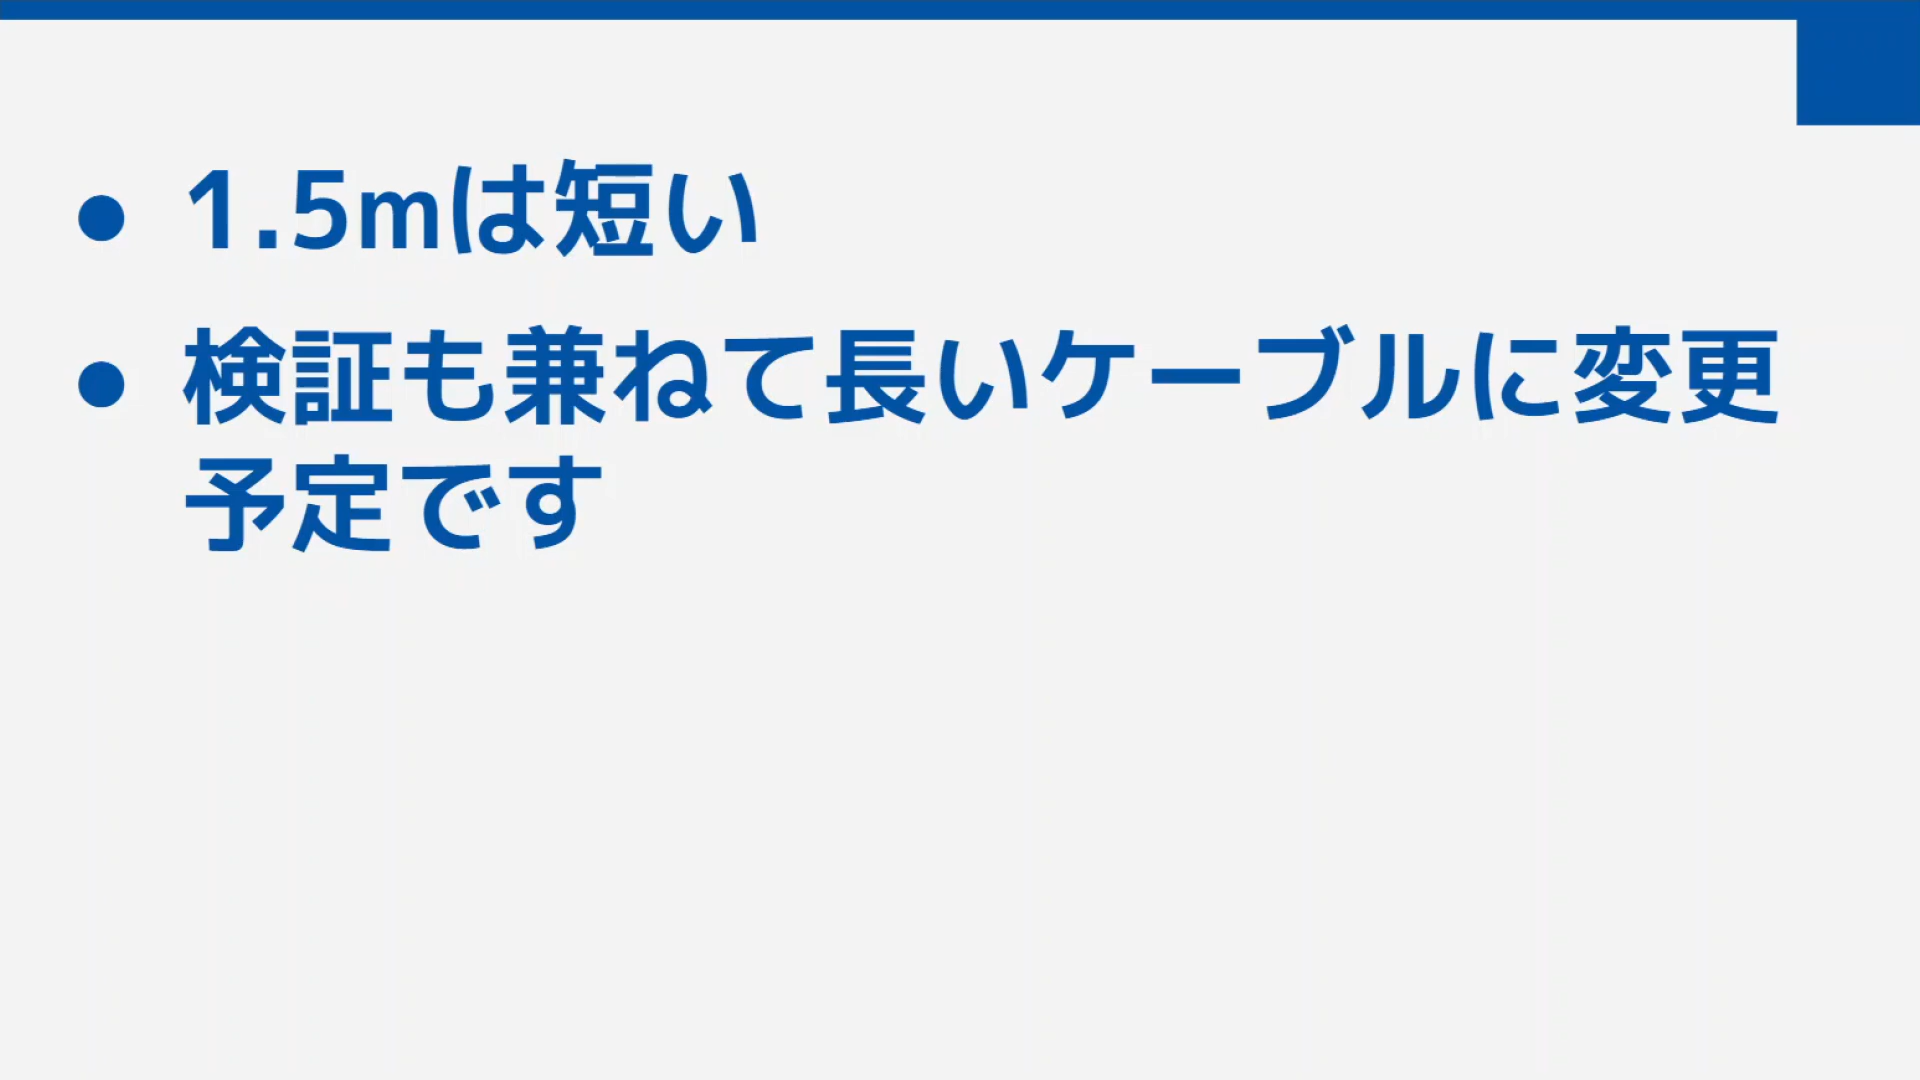 ● 1.5mは短い
● 検証も兼ねて長いケーブルに変更
予定です